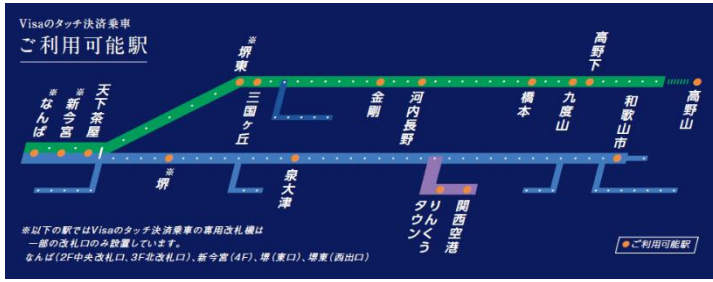 Visaのタッチ決済乗車
ご利用可能駅
※
なんば
※
新今宮
天下茶屋
※
堺東
三国ヶ丘
金剛
河内長野
橋本
九度山
高野下
高野山
和歌山市
堺※
泉大津
りんくう
タウン
関西空港
※以下の駅ではVisaのタッチ決済乗車の専用改札機は
一部の改札口のみ設置しています。
なんば(2F中央改札口、3F北改札口)、新今宮(4F)、堺(東口)、堺東(西出口)
ご利用可能駅